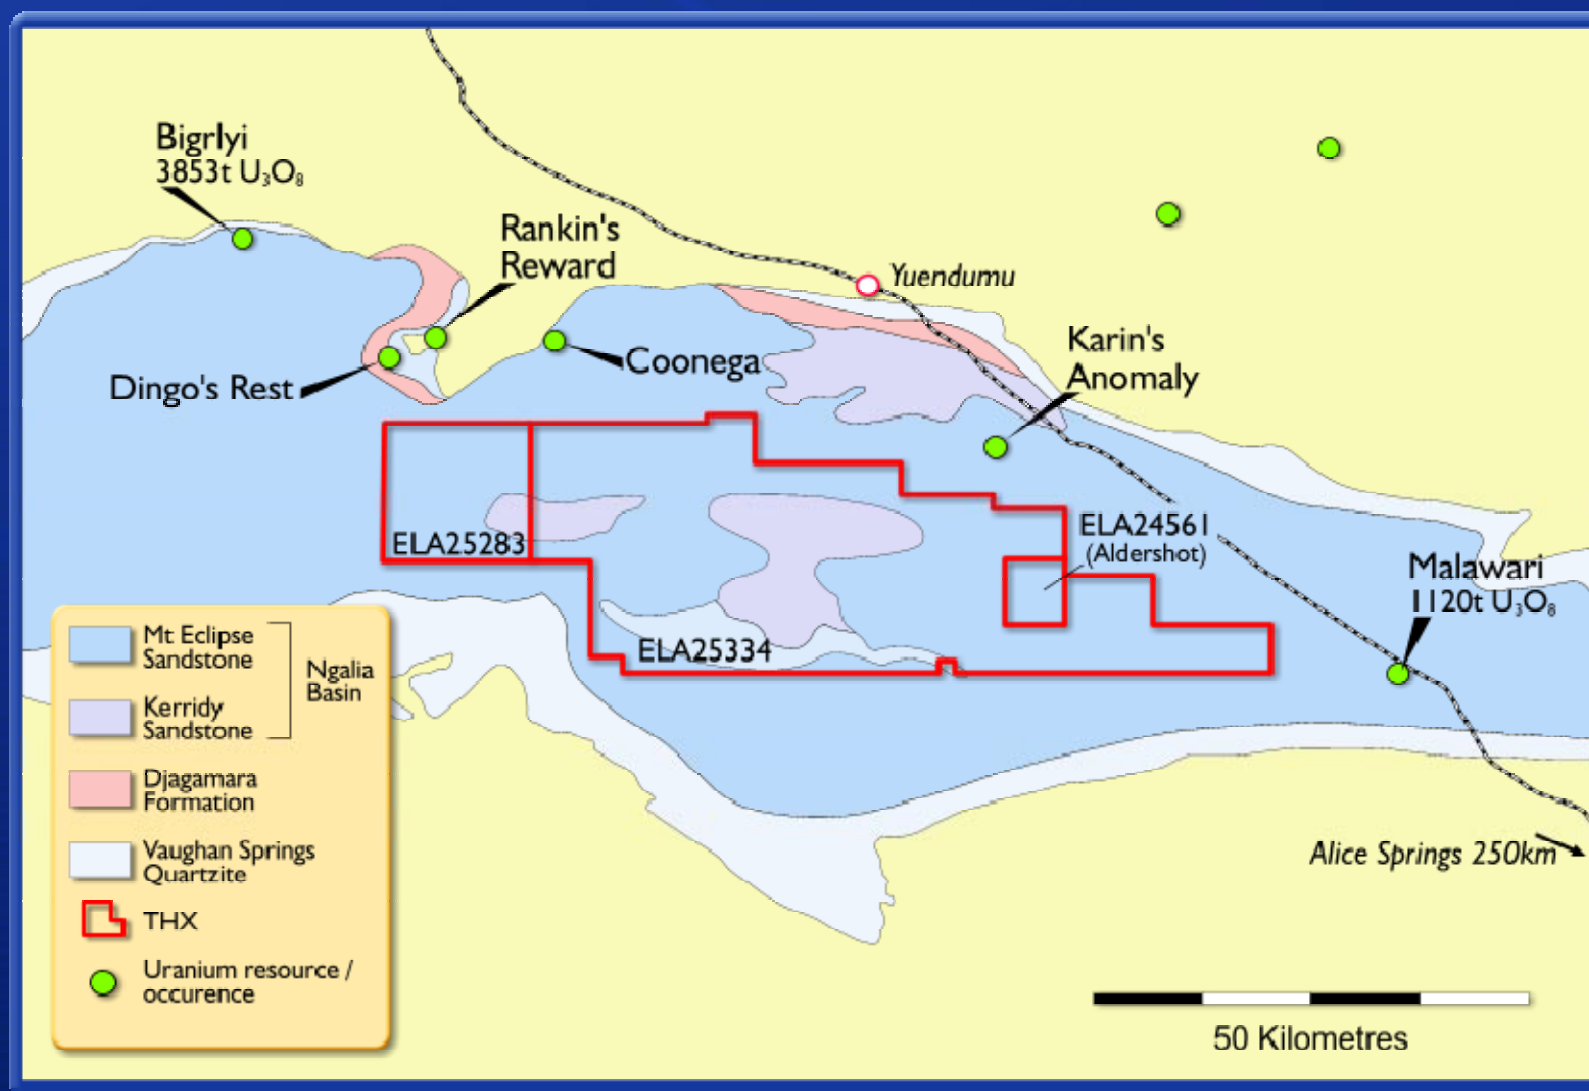 Bigrlyi
3853t U₃O₈
Rankin's
Reward
Yuendumu
Karin's
Anomaly
Coonega
Dingo's Rest
ELA24561
(Aldershot)
ELA25283
Malawari
1120t U₃O₈
ELA25334
Mt Eclipse
Sandstone
Ngalia
Basin
Kerridy
Sandstone
Djagamara
Formation
Vaughan Springs
Quartzite
THX
Uranium resource /
occurence
Alice Springs 250km
50 Kilometres